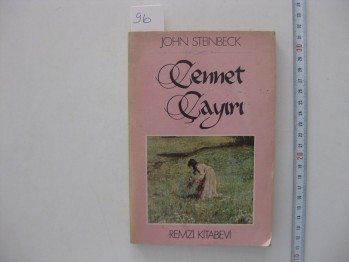 96
JOHN STEINBECK
Cennet
Çayırı
REMZİ KİTABEVİ